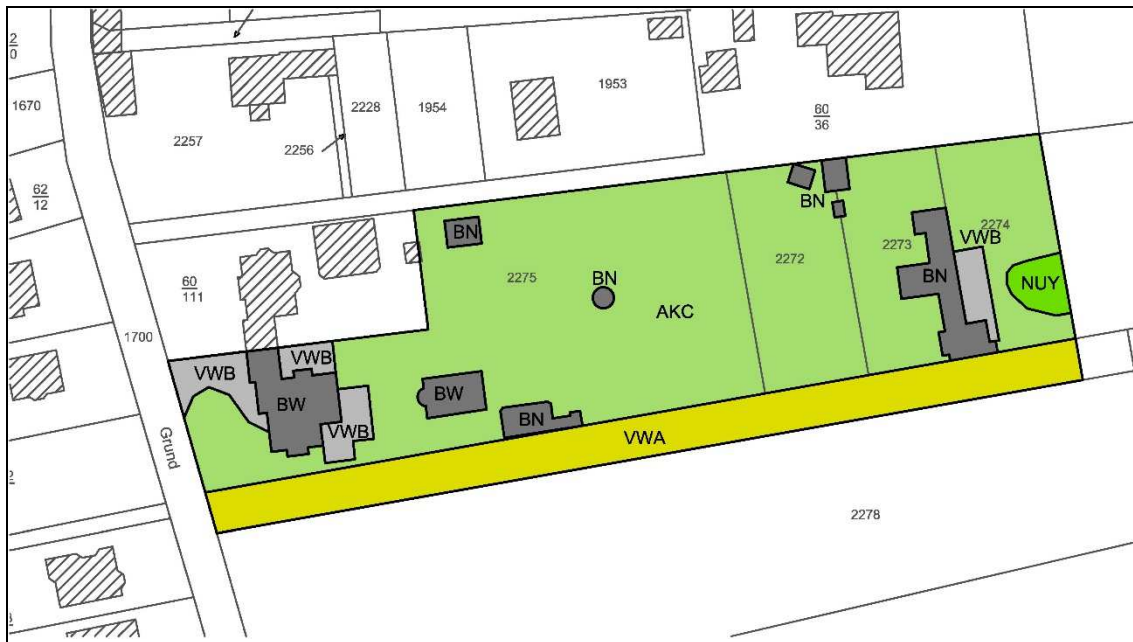 2
0
1670
2257
2228
1954
1953
60
36
2256
62
12
BN
BN
2274
2273
VWB
2275
BN
2272
BN
NUY
AKC
60
111
1700
VWB
VWB
BW
BW
BN
VWB
VWA
Grund
2278